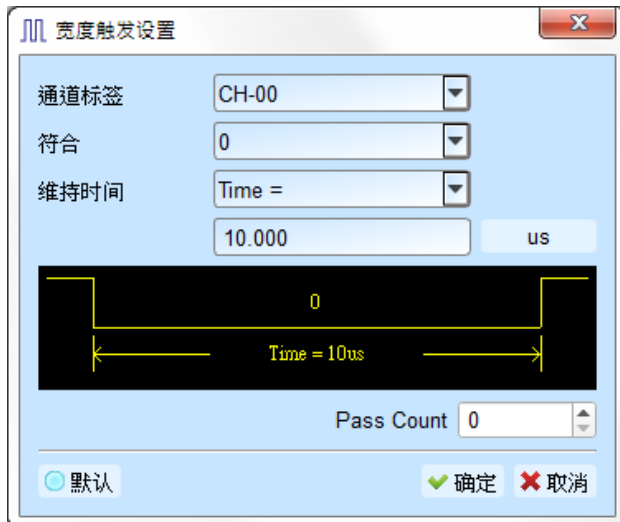 宽度触发设置
通道标签 CH-00
符合 0
维持时间 Time =
10.000 us
0
Time = 10us
Pass Count 0
默认 确定 取消